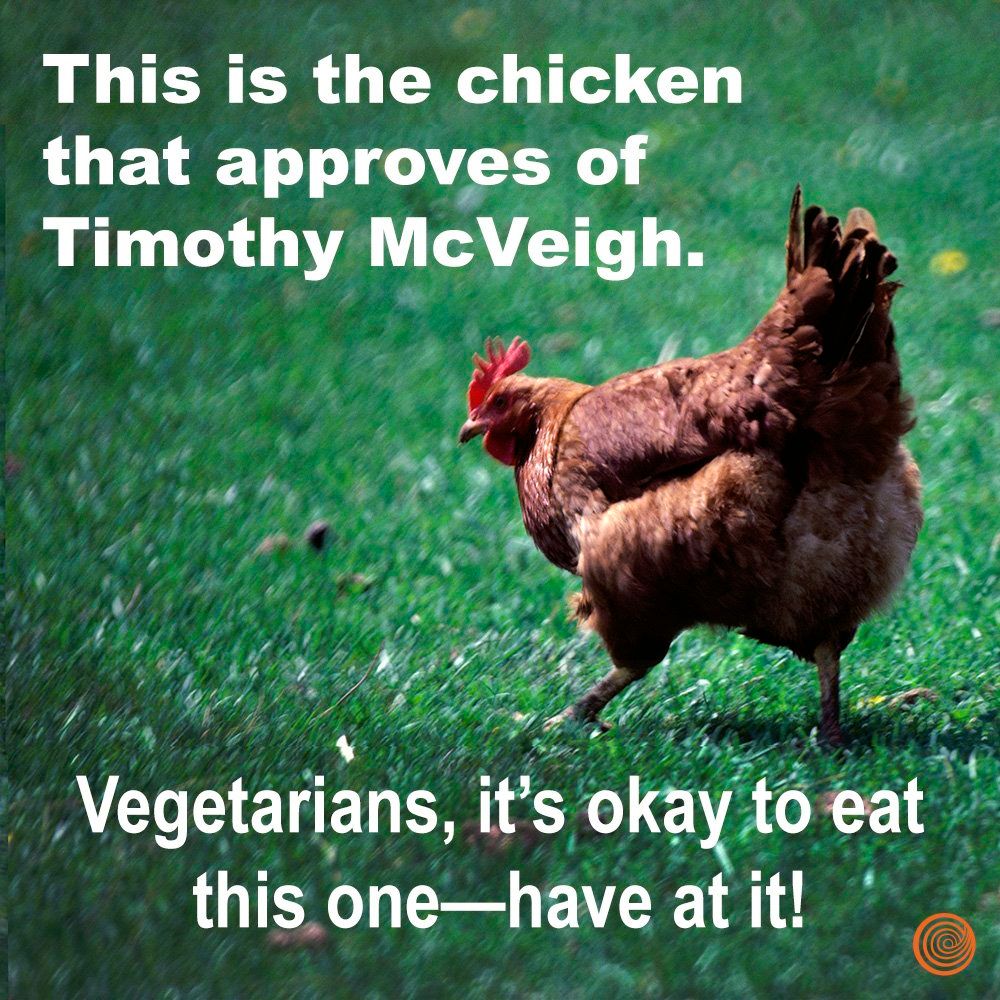 This is the chicken
that approves of
Timothy McVeigh.
Vegetarians, it’s okay to eat
this one—have at it!